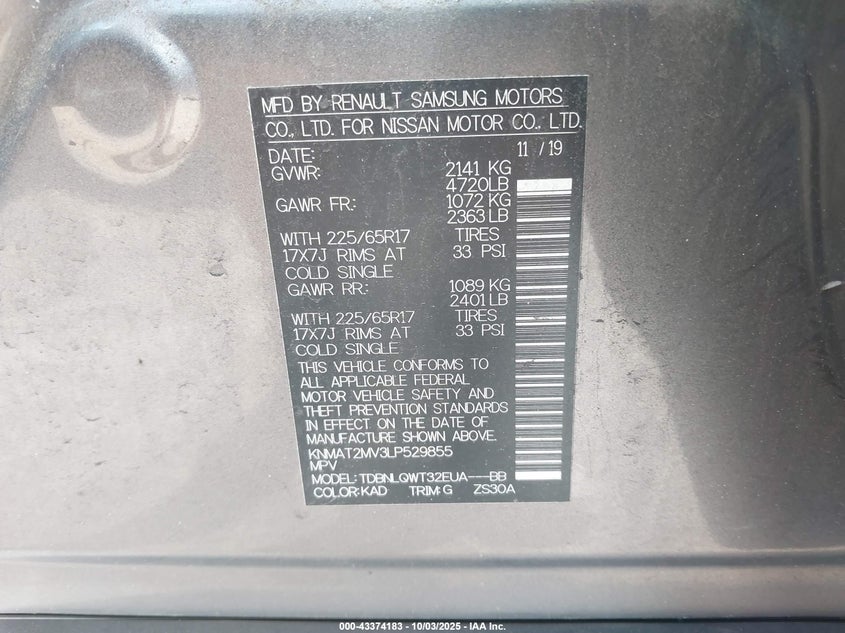 MFD BY RENAULT SAMSUNG MOTORS
CO., LTD. FOR NISSAN MOTOR CO., LTD.
DATE: 11 / 19
GVWR: 2141 KG
4720LB
GAWR FR.: 1072 KG
2363 LB
WITH 225/65R17 TIRES
17X7J RIMS AT 33 PSI
COLD SINGLE
GAWR RR.: 1089 KG
2401 LB
WITH 225/65R17 TIRES
17X7J RIMS AT 33 PSI
COLD SINGLE
THIS VEHICLE CONFORMS TO
ALL APPLICABLE FEDERAL
MOTOR VEHICLE SAFETY AND
THEFT PREVENTION STANDARDS
IN EFFECT ON THE DATE OF
MANUFACTURE SHOWN ABOVE.
KNMAT2MV3LP529855
MPV
MODEL: TDBNLQWT32EUA---BB
COLOR: KAD TRIM: G ZS30A
000-43374183 - 10/03/2025 - IAA Inc.